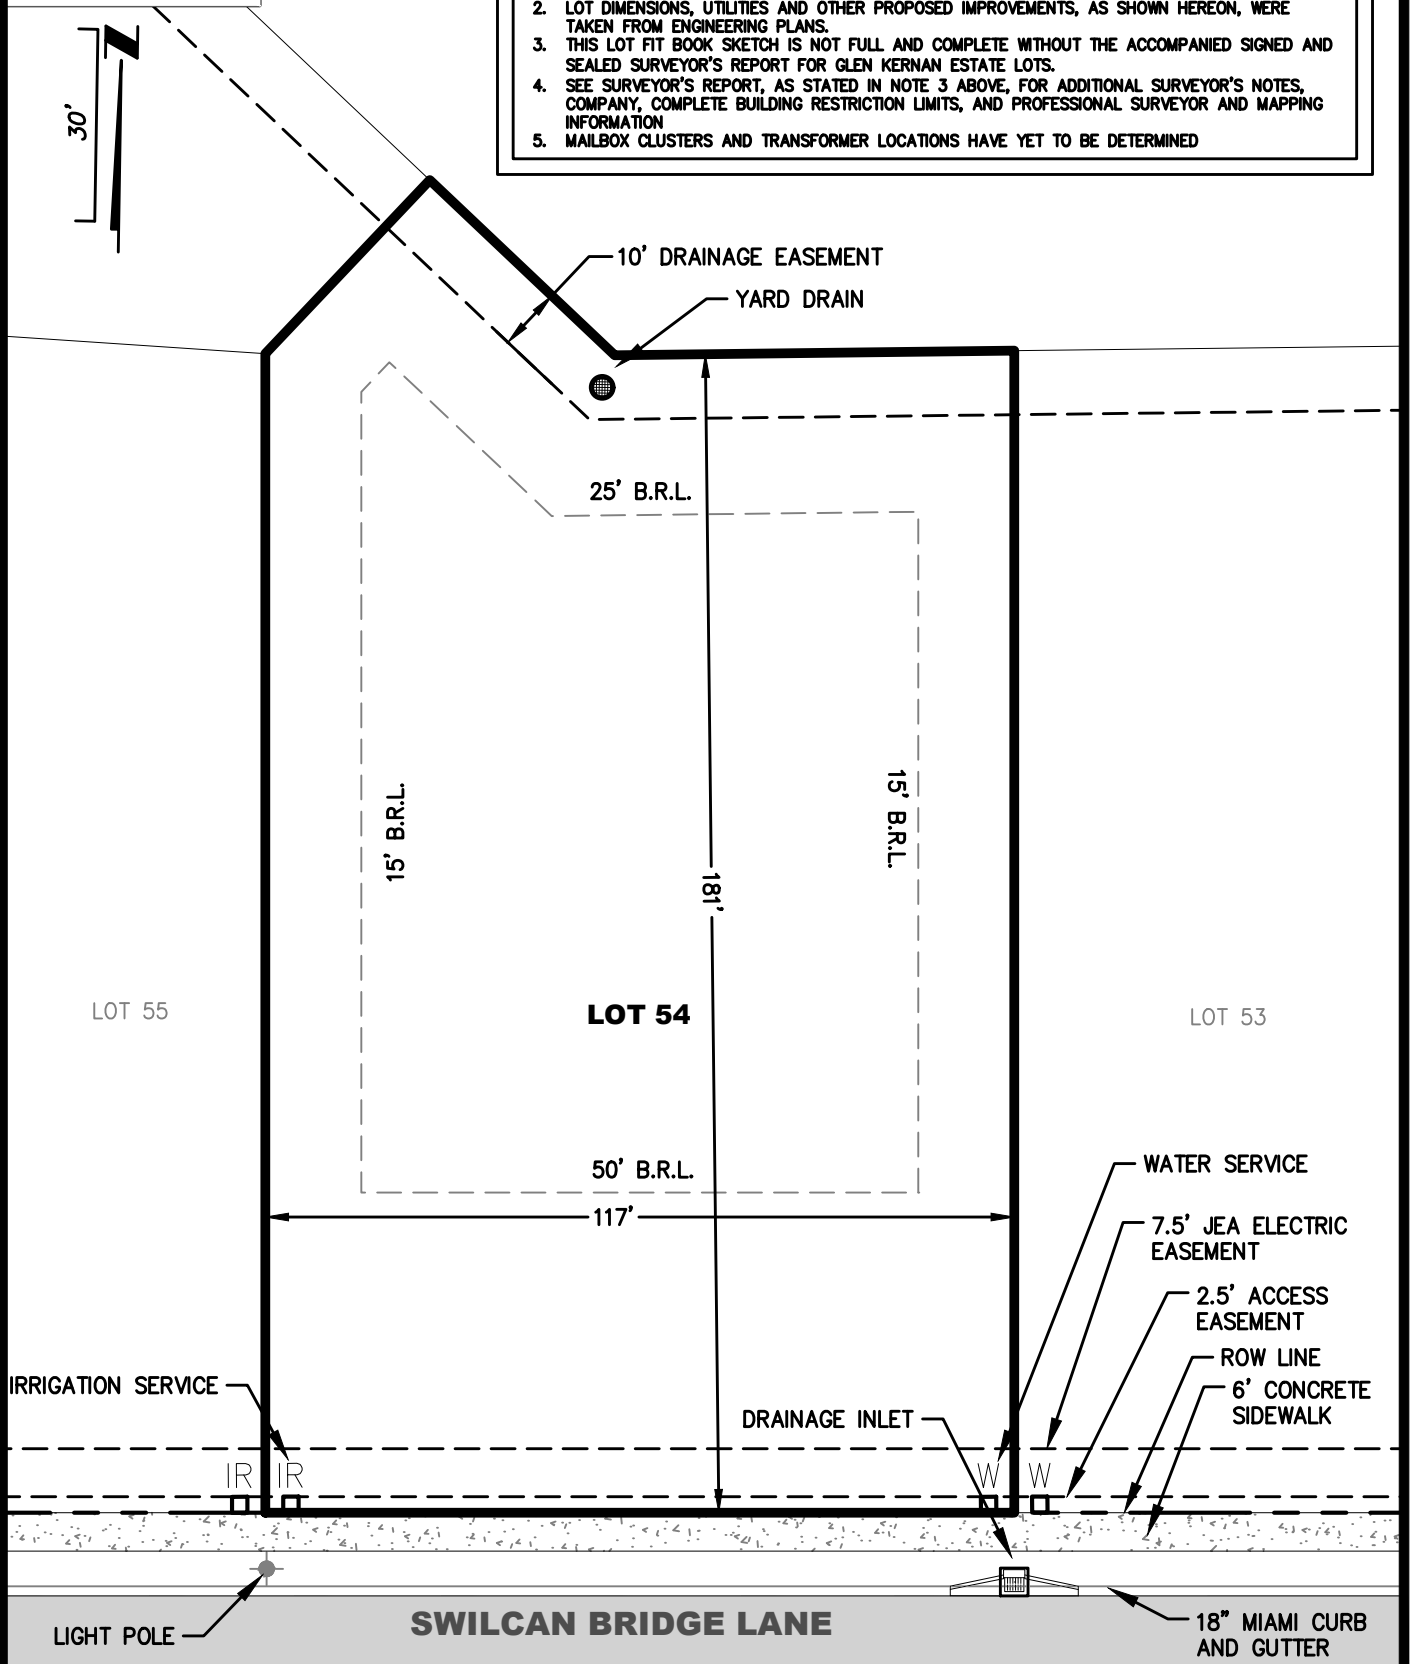 2. LOT DIMENSIONS, UTILITIES AND OTHER PROPOSED IMPROVEMENTS, AS SHOWN HEREON, WERE
TAKEN FROM ENGINEERING PLANS.
3. THIS LOT FIT BOOK SKETCH IS NOT FULL AND COMPLETE WITHOUT THE ACCOMPANIED SIGNED AND
SEALED SURVEYOR'S REPORT FOR GLEN KERNAN ESTATE LOTS.
4. SEE SURVEYOR'S REPORT, AS STATED IN NOTE 3 ABOVE, FOR ADDITIONAL SURVEYOR'S NOTES,
COMPANY, COMPLETE BUILDING RESTRICTION LIMITS, AND PROFESSIONAL SURVEYOR AND MAPPING
INFORMATION
5. MAILBOX CLUSTERS AND TRANSFORMER LOCATIONS HAVE YET TO BE DETERMINED
N
30'
10' DRAINAGE EASEMENT
YARD DRAIN
25' B.R.L.
15' B.R.L.
15' B.R.L.
181'
LOT 55
LOT 54
LOT 53
50' B.R.L.
117'
WATER SERVICE
7.5' JEA ELECTRIC
EASEMENT
2.5' ACCESS
EASEMENT
ROW LINE
6' CONCRETE
SIDEWALK
IRRIGATION SERVICE
DRAINAGE INLET
IR IR
W W
LIGHT POLE
SWILCAN BRIDGE LANE
18" MIAMI CURB
AND GUTTER